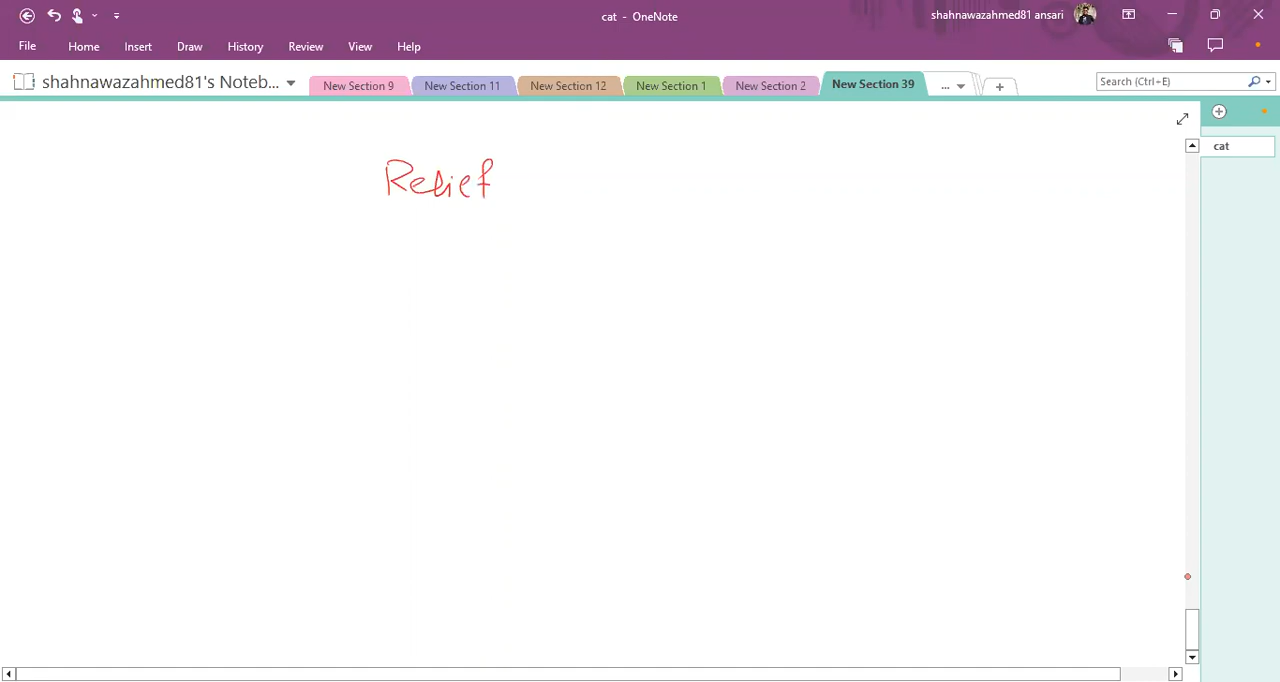 cat - OneNote
shahnawazahmed81 ansari
File Home Insert Draw History Review View Help
shahnawazahmed81's Noteb... New Section 9 New Section 11 New Section 12 New Section 1 New Section 2 New Section 39 ... + Search (Ctrl+E)
cat
Relief